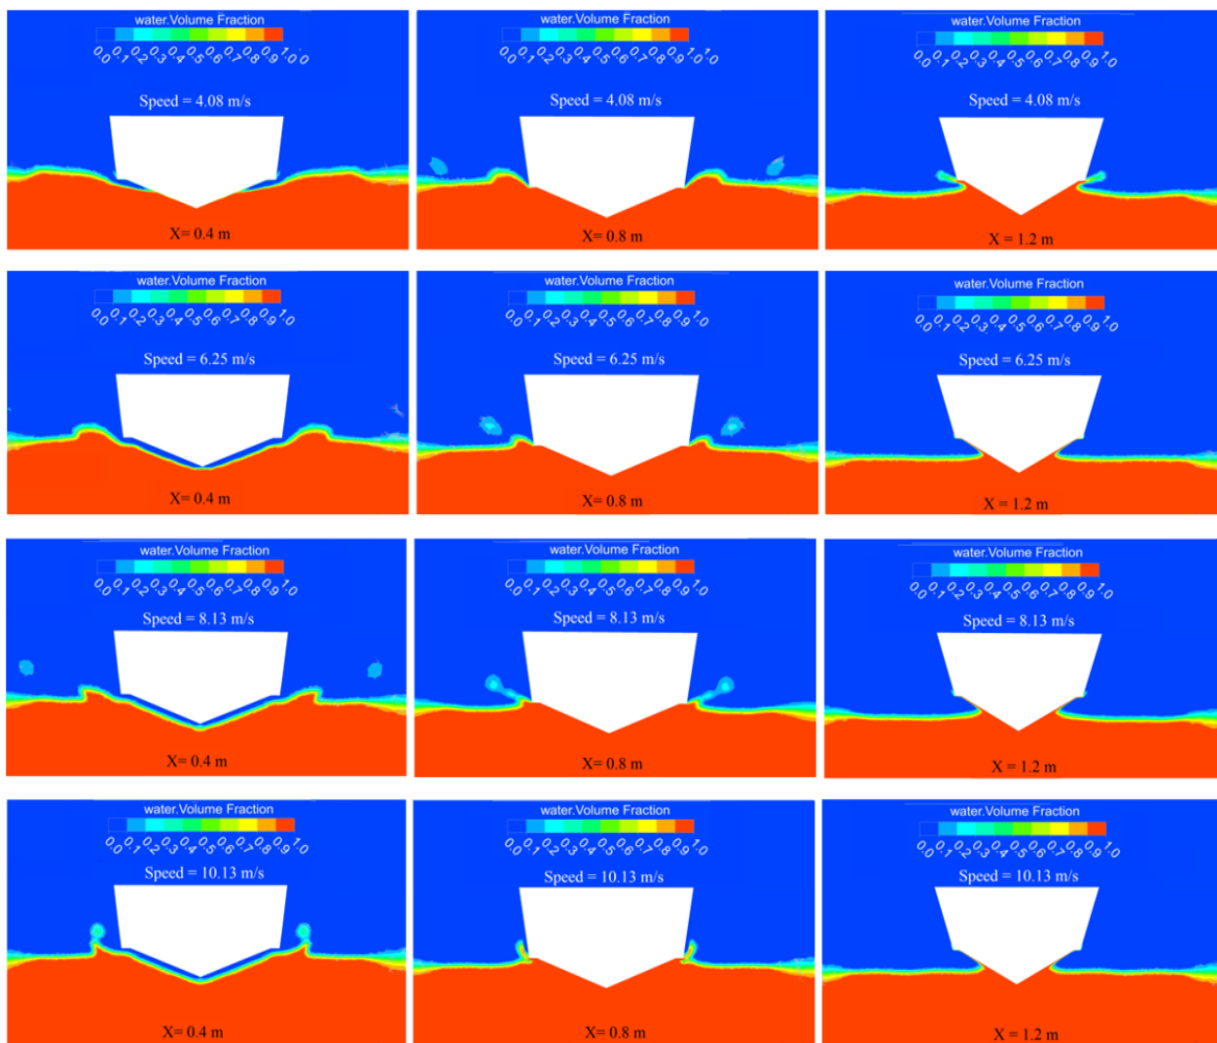 water.Volume Fraction
0.0 0.1 0.2 0.3 0.4 0.5 0.6 0.7 0.8 0.9 1.0 0
Speed = 4.08 m/s
X= 0.4 m
water.Volume Fraction
0.0 0.1 0.2 0.3 0.4 0.5 0.6 0.7 0.8 0.9 1.0
Speed = 4.08 m/s
X= 0.8 m
water.Volume Fraction
0.0 0.1 0.2 0.3 0.4 0.5 0.6 0.7 0.8 0.9 1.0
Speed = 4.08 m/s
X = 1.2 m
water.Volume Fraction
0.0 0.1 0.2 0.3 0.4 0.5 0.6 0.7 0.8 0.9 1.0
Speed = 6.25 m/s
X= 0.4 m
water.Volume Fraction
0.0 0.1 0.2 0.3 0.4 0.5 0.6 0.7 0.8 0.9 1.0
Speed = 6.25 m/s
X= 0.8 m
water.Volume Fraction
0.0 0.1 0.2 0.3 0.4 0.5 0.6 0.7 0.8 0.9 1.0
Speed = 6.25 m/s
X = 1.2 m
water.Volume Fraction
0.0 0.1 0.2 0.3 0.4 0.5 0.6 0.7 0.8 0.9 1.0
Speed = 8.13 m/s
X= 0.4 m
water.Volume Fraction
0.0 0.1 0.2 0.3 0.4 0.5 0.6 0.7 0.8 0.9 1.0
Speed = 8.13 m/s
X= 0.8 m
water.Volume Fraction
0.0 0.1 0.2 0.3 0.4 0.5 0.6 0.7 0.8 0.9 1.0
Speed = 8.13 m/s
X = 1.2 m
water.Volume Fraction
0.0 0.1 0.2 0.3 0.4 0.5 0.6 0.7 0.8 0.9 1.0
Speed = 10.13 m/s
X= 0.4 m
water.Volume Fraction
0.0 0.1 0.2 0.3 0.4 0.5 0.6 0.7 0.8 0.9 1.0
Speed = 10.13 m/s
X= 0.8 m
water.Volume Fraction
0.0 0.1 0.2 0.3 0.4 0.5 0.6 0.7 0.8 0.9 1.0
Speed = 10.13 m/s
X = 1.2 m